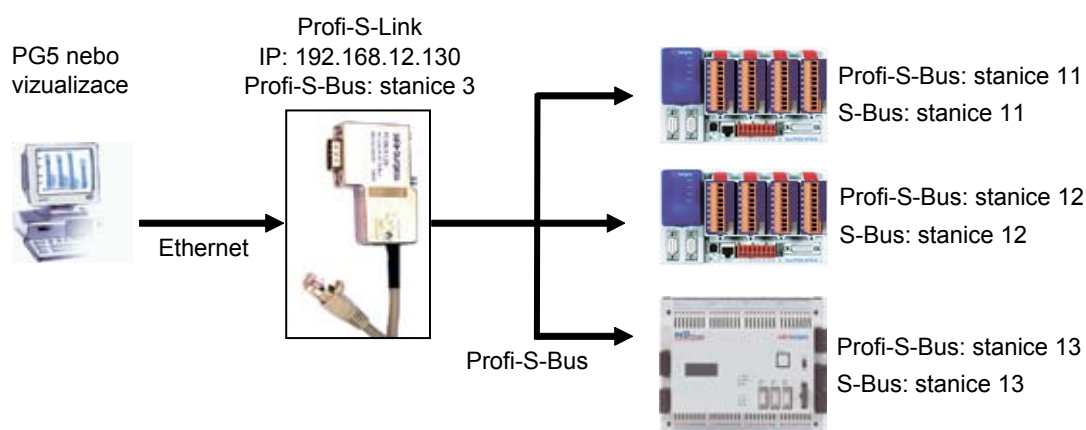 Profi-S-Link
IP: 192.168.12.130
Profi-S-Bus: stanice 3
PG5 nebo
vizualizace
Ethernet
Profi-S-Bus
Profi-S-Bus: stanice 11
S-Bus: stanice 11
Profi-S-Bus: stanice 12
S-Bus: stanice 12
Profi-S-Bus: stanice 13
S-Bus: stanice 13